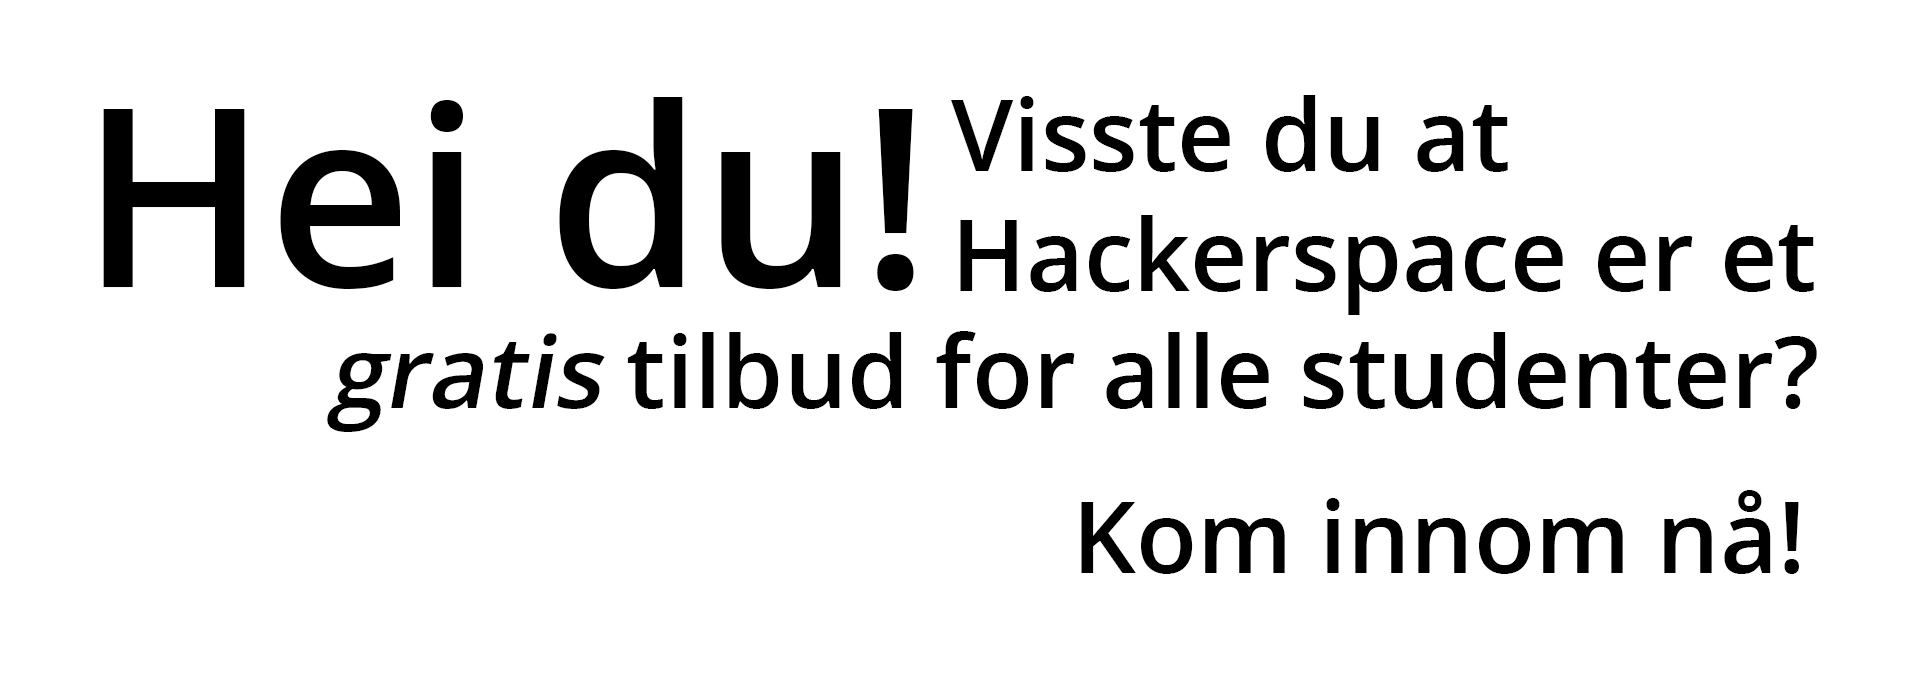 Hei du!
Visste du at
Hackerspace er et
gratis tilbud for alle studenter?
Kom innom nå!